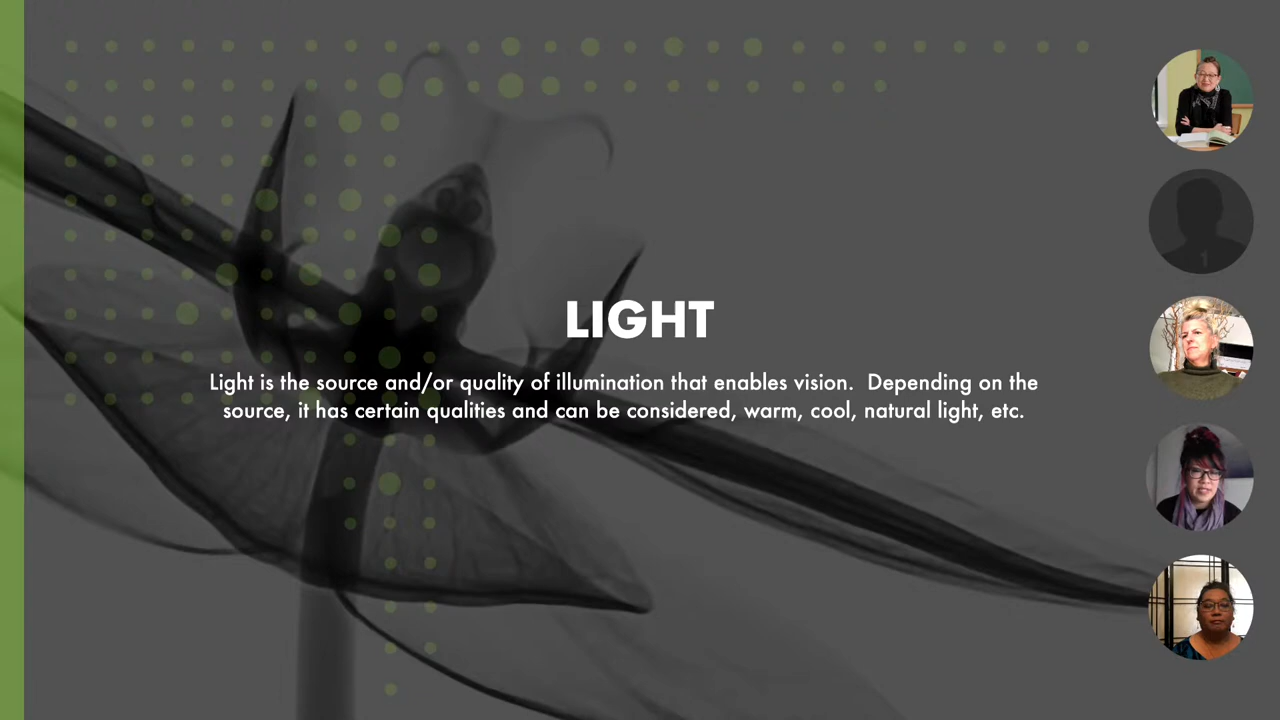 LIGHT
Light is the source and/or quality of illumination that enables vision.  Depending on the
source, it has certain qualities and can be considered, warm, cool, natural light, etc.